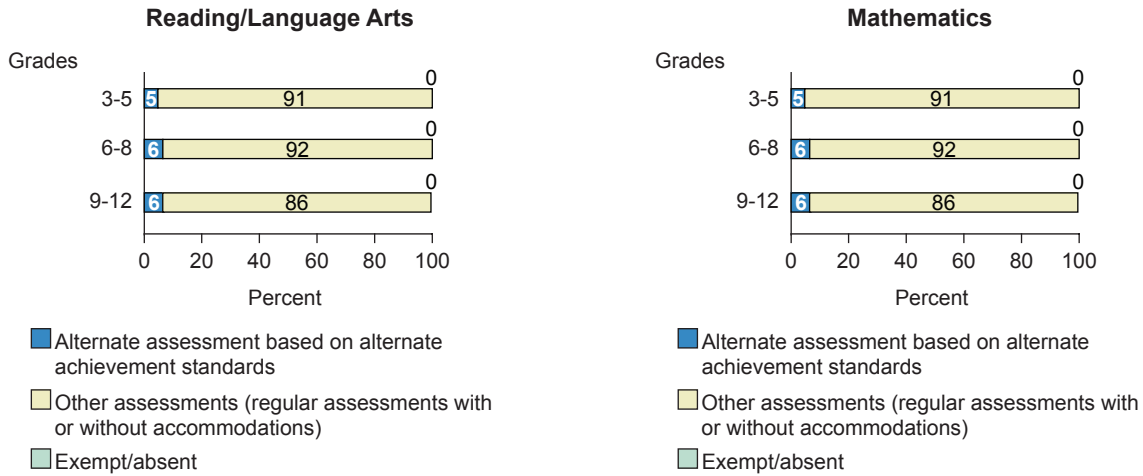 Reading/Language Arts
Grades
0
3-5 5 91
0
6-8 6 92
0
9-12 6 86
0 20 40 60 80 100
Percent
Alternate assessment based on alternate
achievement standards
Other assessments (regular assessments with
or without accommodations)
Exempt/absent
Mathematics
Grades
0
3-5 5 91
0
6-8 6 92
0
9-12 6 86
0 20 40 60 80 100
Percent
Alternate assessment based on alternate
achievement standards
Other assessments (regular assessments with
or without accommodations)
Exempt/absent